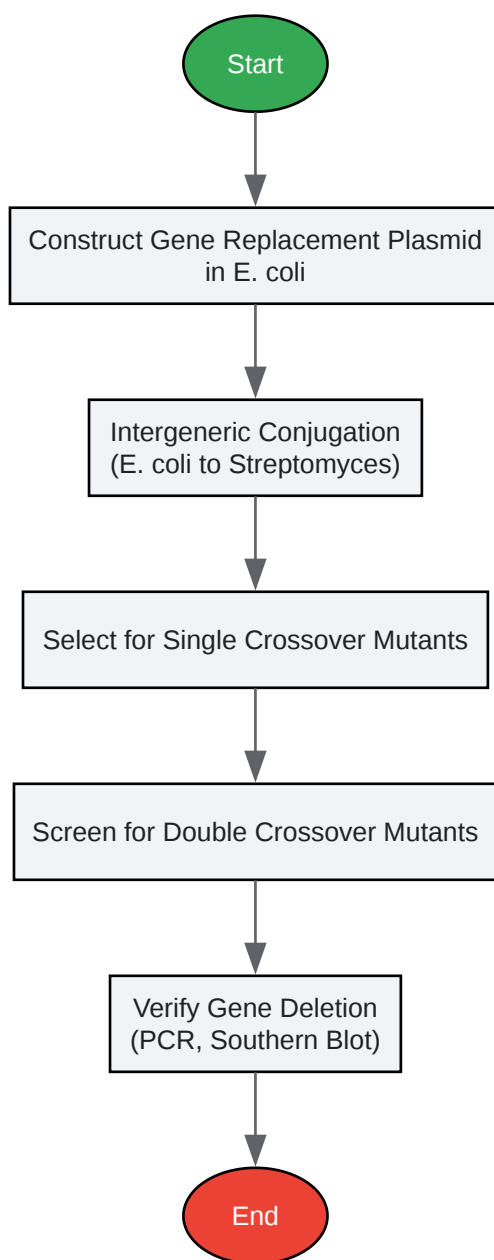 Start
Construct Gene Replacement Plasmid
in E. coli
Intergeneric Conjugation
(E. coli to Streptomyces)
Select for Single Crossover Mutants
Screen for Double Crossover Mutants
Verify Gene Deletion
(PCR, Southern Blot)
End